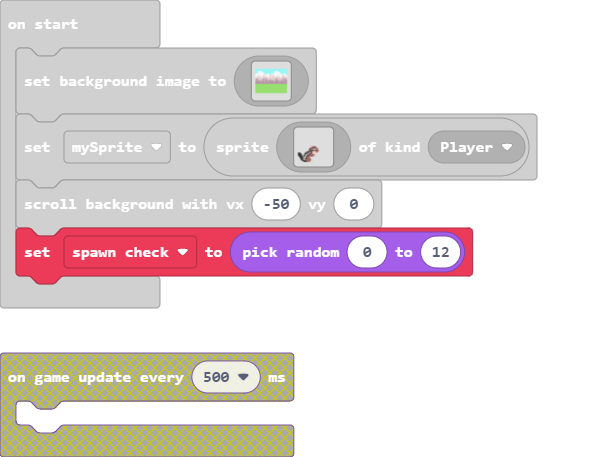 on start
set background image to
set mySprite to sprite of kind Player
scroll background with vx -50 vy 0
set spawn check to pick random 0 to 12
on game update every 500 ms